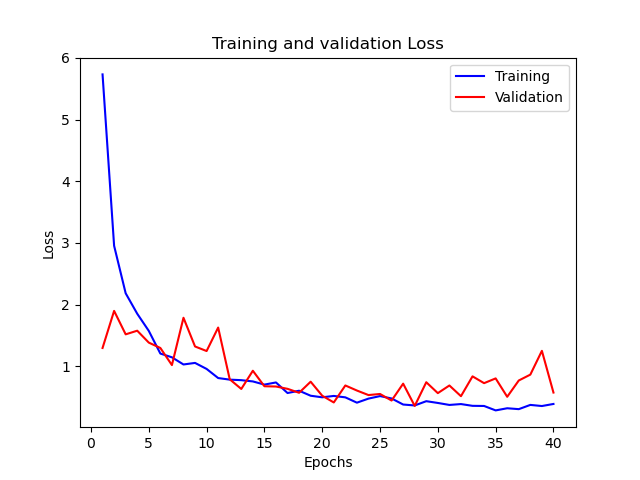 Training and validation Loss
Training
Validation
6
5
4
3
2
1
Loss
0 5 10 15 20 25 30 35 40
Epochs